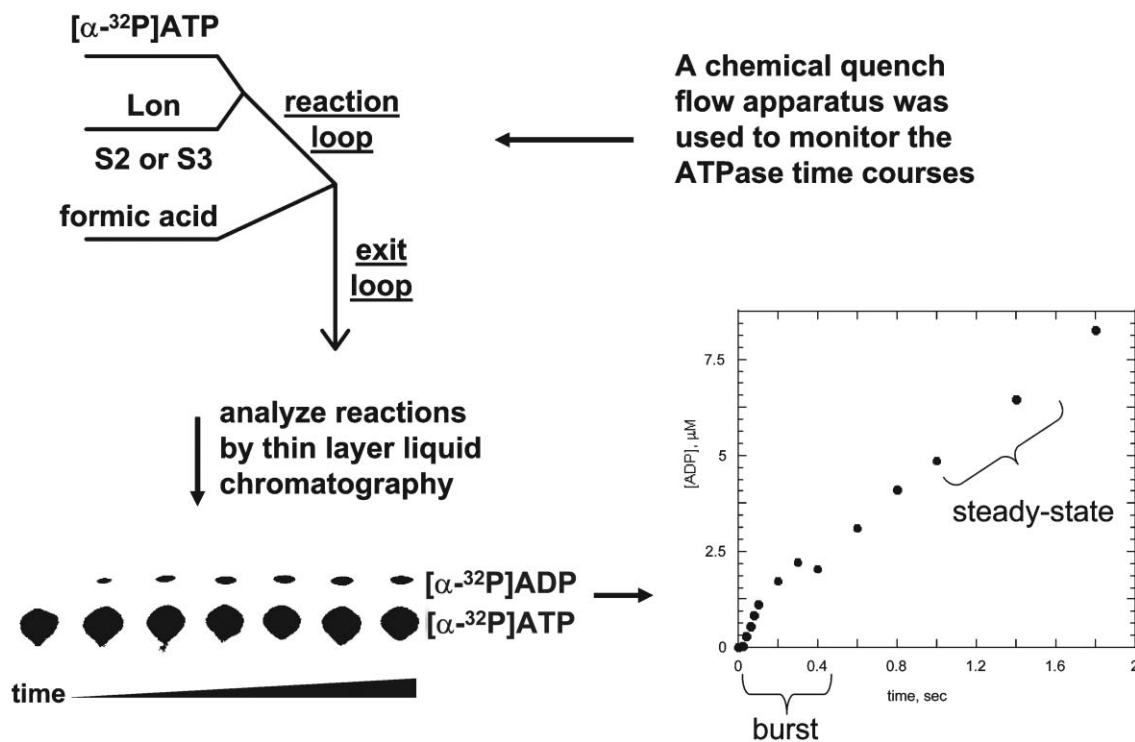 [α-³²P]ATP
Lon
S2 or S3
formic acid
reaction
loop
exit
loop
A chemical quench
flow apparatus was
used to monitor the
ATPase time courses
analyze reactions
by thin layer liquid
chromatography
[α-³²P]ADP
[α-³²P]ATP
time
[ADP], μM
7.5
5
2.5
0
0 0.4 0.8 1.2 1.6 2
time, sec
steady-state
burst